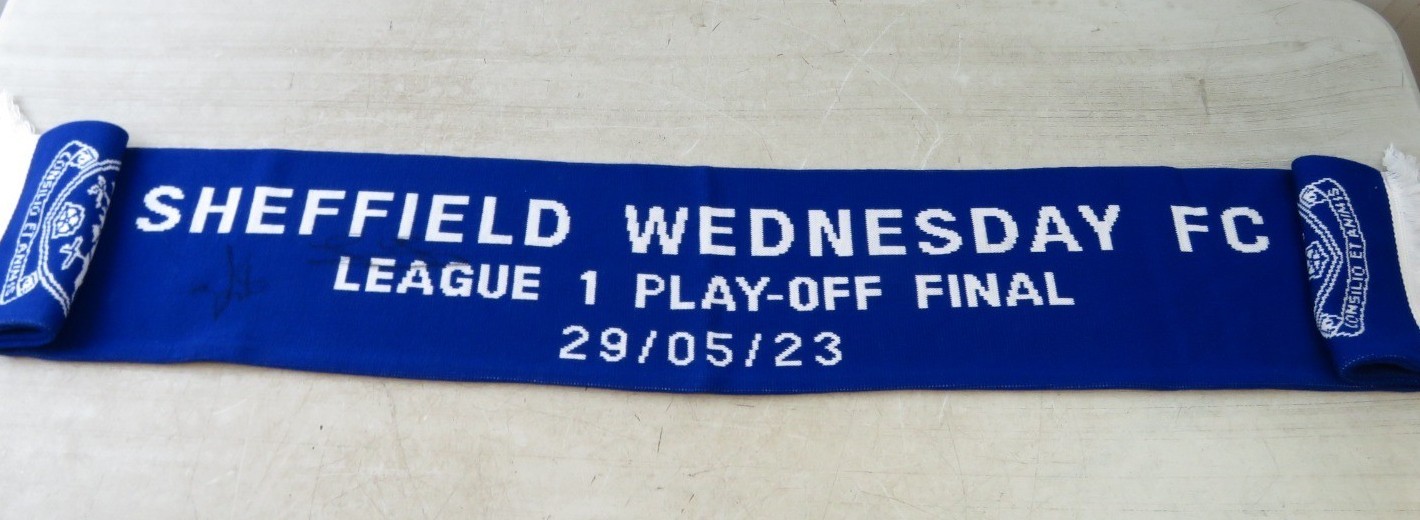 SHEFFIELD WEDNESDAY FC
LEAGUE 1 PLAY-OFF FINAL
29/05/23
CONSILIO ET ANIMIS
CONSILIO ET ANIMIS